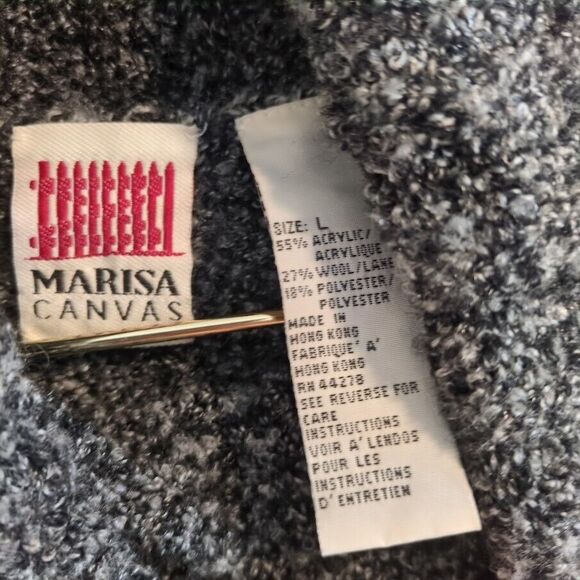 MARISA
CANVAS
SIZE: L
55% ACRYLIC/
ACRYLIQUE
27% WOOL/LANE
18% POLYESTER/
POLYESTER
MADE IN
HONG KONG
FABRIQUE' A'
HONG KONG
RN 44278
SEE REVERSE FOR
CARE
INSTRUCTIONS
VOIR A' LENDOS
POUR LES
INSTRUCTIONS
D'ENTRETIEN